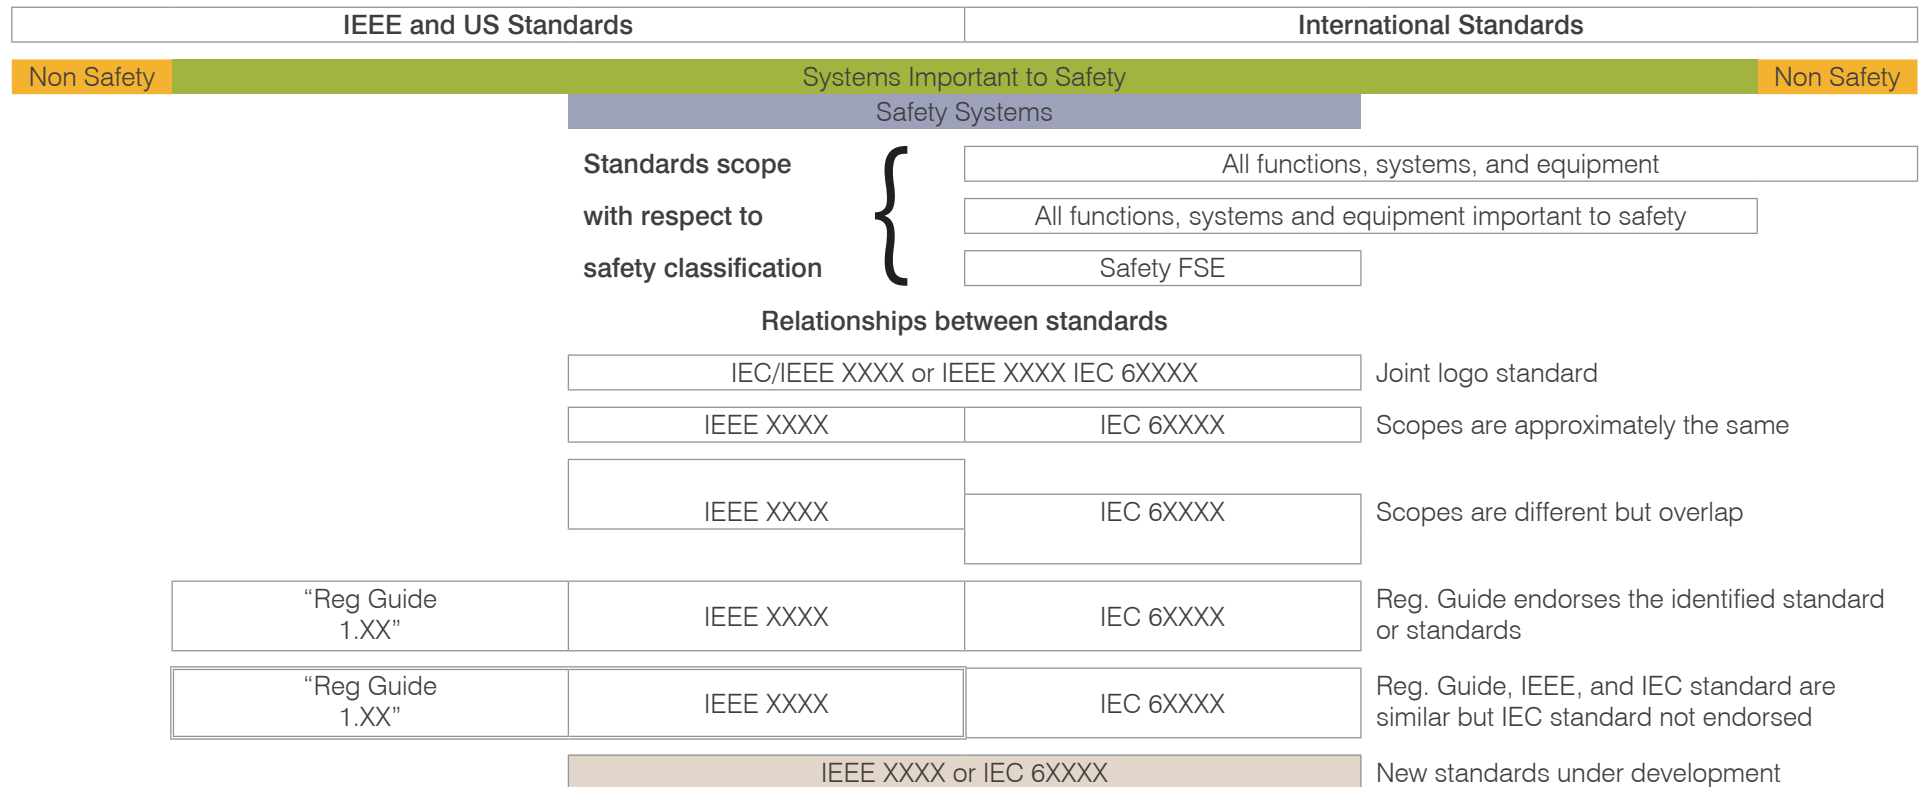 IEEE and US Standards
International Standards
Non Safety
Systems Important to Safety
Non Safety
Safety Systems
Standards scope
with respect to
safety classification
{
All functions, systems, and equipment
All functions, systems and equipment important to safety
Safety FSE
Relationships between standards
IEC/IEEE XXXX or IEEE XXXX IEC 6XXXX
Joint logo standard
IEEE XXXX
IEC 6XXXX
Scopes are approximately the same
IEEE XXXX
IEC 6XXXX
Scopes are different but overlap
“Reg Guide
1.XX”
IEEE XXXX
IEC 6XXXX
Reg. Guide endorses the identified standard
or standards
“Reg Guide
1.XX”
IEEE XXXX
IEC 6XXXX
Reg. Guide, IEEE, and IEC standard are
similar but IEC standard not endorsed
IEEE XXXX or IEC 6XXXX
New standards under development